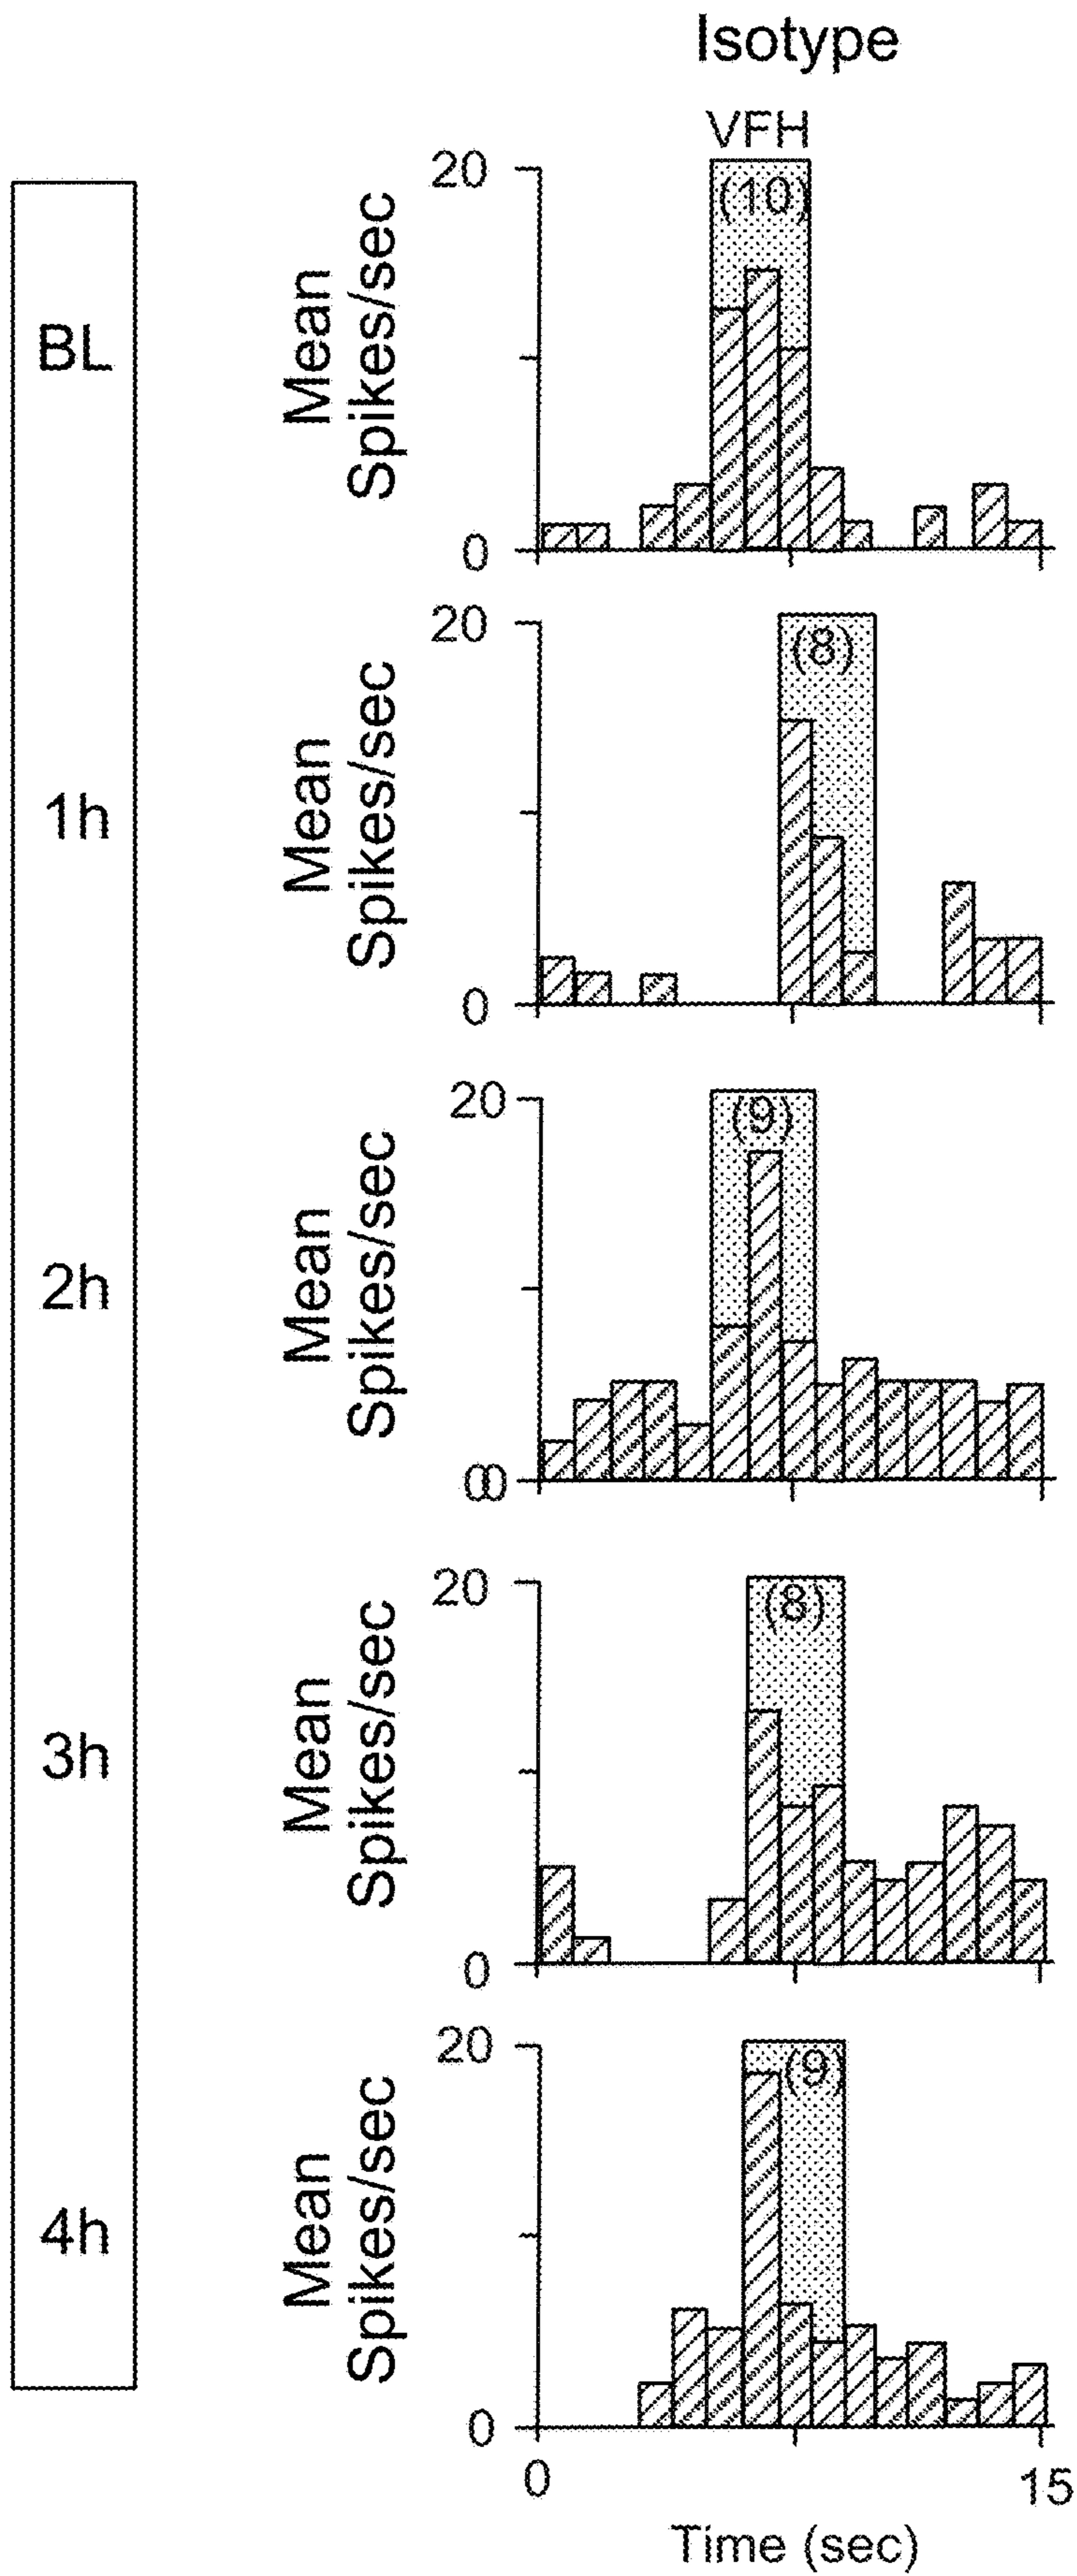 Isotype
VFH
BL
Mean
Spikes/sec
20
(10)
0
1h
Mean
Spikes/sec
20
(8)
0
2h
Mean
Spikes/sec
20
(9)
00
3h
Mean
Spikes/sec
20
(8)
0
4h
Mean
Spikes/sec
20
(9)
0
0
15
Time (sec)